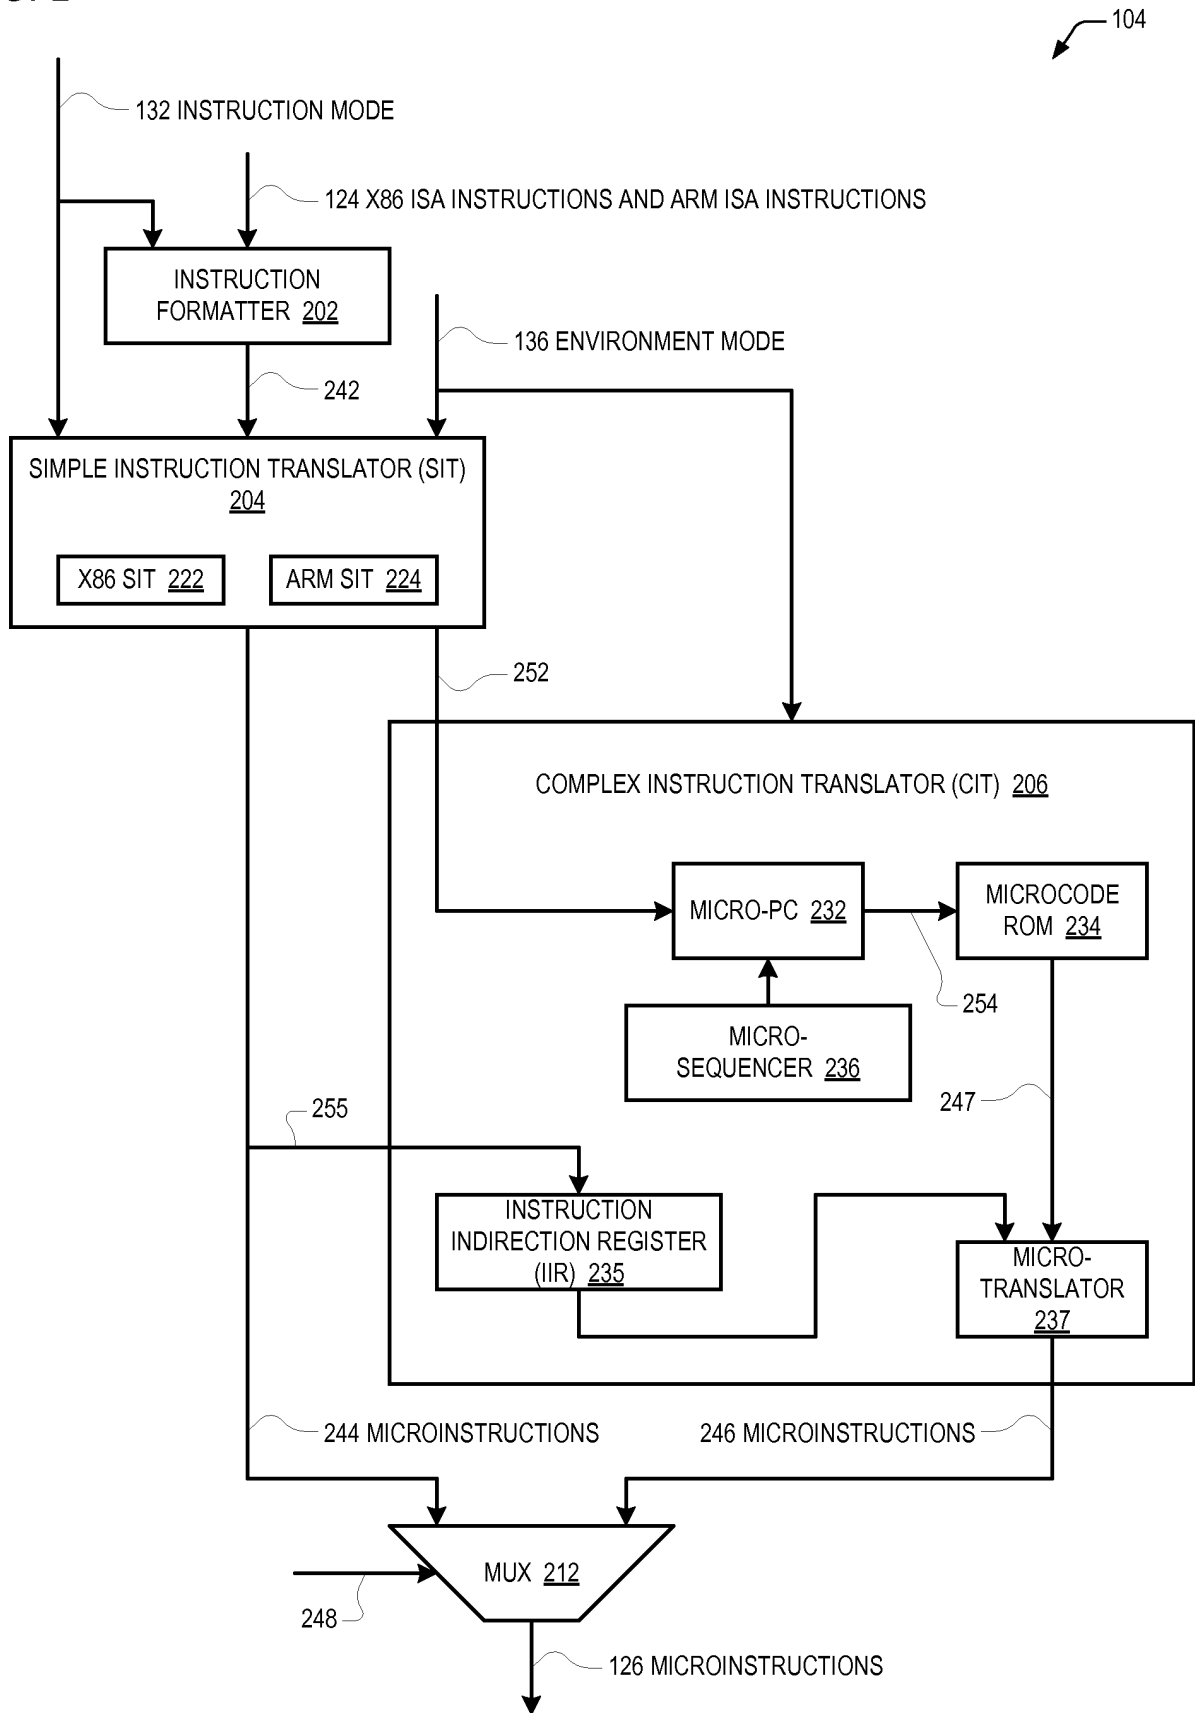 104
132 INSTRUCTION MODE
124 X86 ISA INSTRUCTIONS AND ARM ISA INSTRUCTIONS
INSTRUCTION
FORMATTER 202
136 ENVIRONMENT MODE
242
SIMPLE INSTRUCTION TRANSLATOR (SIT)
204
X86 SIT 222
ARM SIT 224
252
COMPLEX INSTRUCTION TRANSLATOR (CIT) 206
MICRO-PC 232
MICROCODE
ROM 234
254
MICRO-
SEQUENCER 236
247
255
INSTRUCTION
INDIRECTION REGISTER
(IIR) 235
MICRO-
TRANSLATOR
237
244 MICROINSTRUCTIONS
246 MICROINSTRUCTIONS
MUX 212
248
126 MICROINSTRUCTIONS